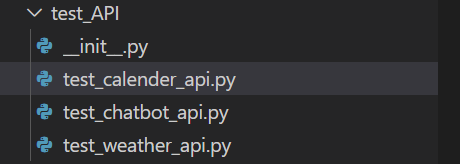 test_API
__init__.py
test_calender_api.py
test_chatbot_api.py
test_weather_api.py